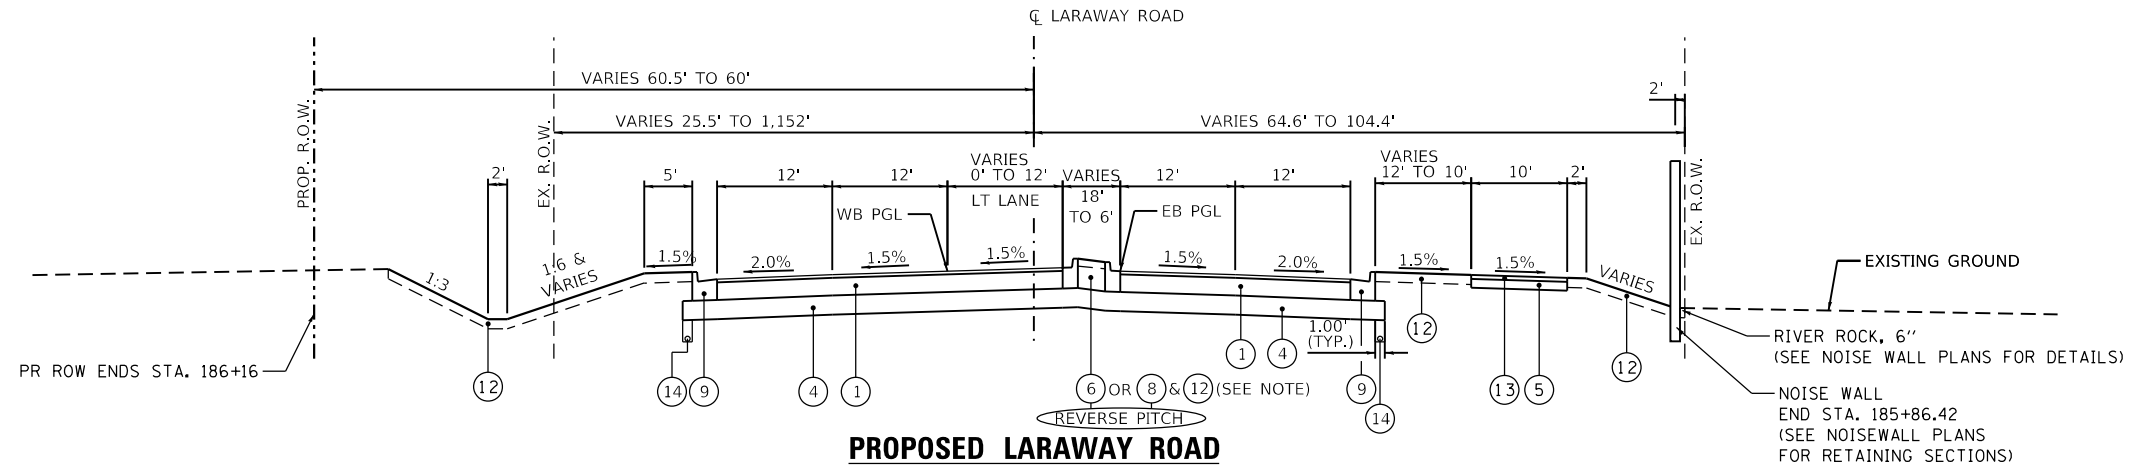 ℄ LARAWAY ROAD
VARIES 60.5' TO 60'
2'
VARIES 25.5' TO 1,152'
VARIES 64.6' TO 104.4'
PROP. R.O.W.
EX. R.O.W.
EX. R.O.W.
2'
5'
12'
12'
VARIES
0' TO 12'
LT LANE
VARIES
18'
TO 6'
12'
12'
VARIES
12' TO 10'
10'
2'
WB PGL
EB PGL
1:3
1:6 &
VARIES
1.5%
2.0%
1.5%
1.5%
1.5%
2.0%
1.5%
1.5%
VARIES
EXISTING GROUND
1.00'
(TYP.)
RIVER ROCK, 6''
(SEE NOISE WALL PLANS FOR DETAILS)
PR ROW ENDS STA. 186+16
12
14
9
4
1
6 OR 8 & 12 (SEE NOTE)
REVERSE PITCH
1
4
9
14
12
13
5
12
NOISE WALL
END STA. 185+86.42
(SEE NOISEWALL PLANS
FOR RETAINING SECTIONS)
PROPOSED LARAWAY ROAD